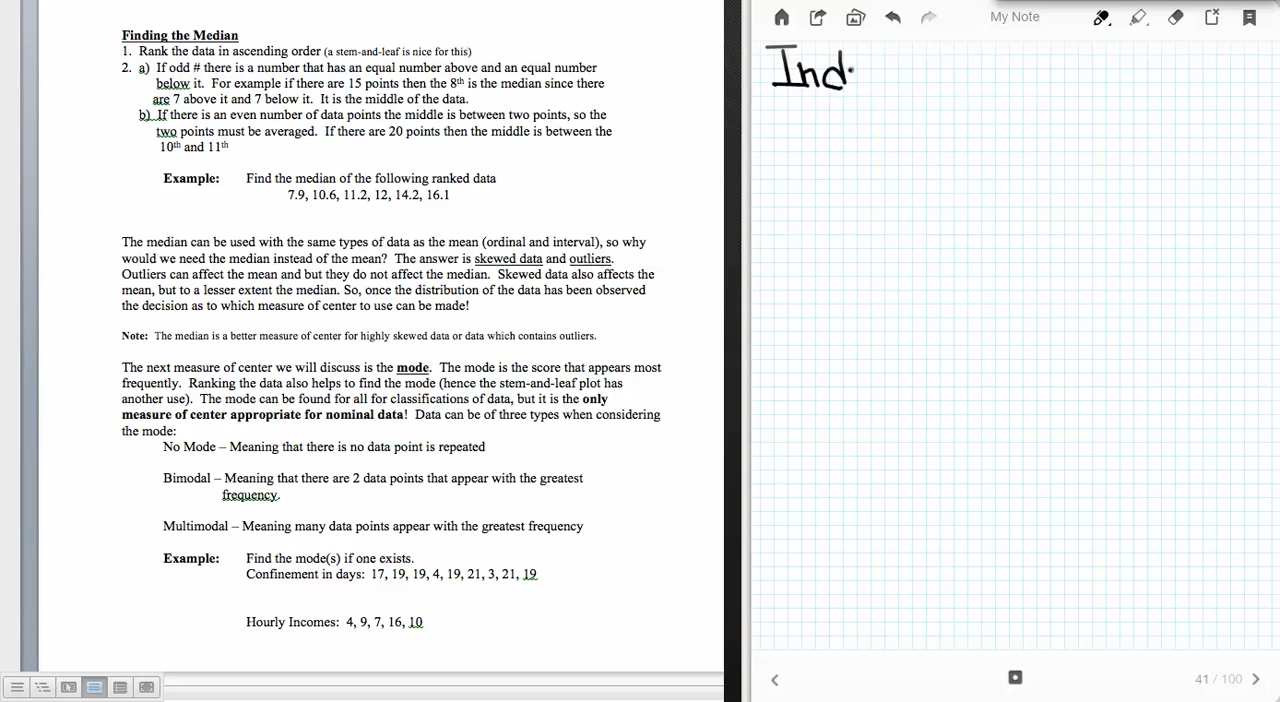 Finding the Median
1. Rank the data in ascending order (a stem-and-leaf is nice for this)
2. a) If odd # there is a number that has an equal number above and an equal number
below it. For example if there are 15 points then the 8th is the median since there
are 7 above it and 7 below it. It is the middle of the data.
b) If there is an even number of data points the middle is between two points, so the
two points must be averaged. If there are 20 points then the middle is between the
10th and 11th
Example: Find the median of the following ranked data
7.9, 10.6, 11.2, 12, 14.2, 16.1
The median can be used with the same types of data as the mean (ordinal and interval), so why
would we need the median instead of the mean? The answer is skewed data and outliers.
Outliers can affect the mean and but they do not affect the median. Skewed data also affects the
mean, but to a lesser extent the median. So, once the distribution of the data has been observed
the decision as to which measure of center to use can be made!
Note: The median is a better measure of center for highly skewed data or data which contains outliers.
The next measure of center we will discuss is the mode. The mode is the score that appears most
frequently. Ranking the data also helps to find the mode (hence the stem-and-leaf plot has
another use). The mode can be found for all for classifications of data, but it is the only
measure of center appropriate for nominal data! Data can be of three types when considering
the mode:
No Mode – Meaning that there is no data point is repeated
Bimodal – Meaning that there are 2 data points that appear with the greatest
frequency.
Multimodal – Meaning many data points appear with the greatest frequency
Example: Find the mode(s) if one exists.
Confinement in days: 17, 19, 19, 4, 19, 21, 3, 21, 19
Hourly Incomes: 4, 9, 7, 16, 10
My Note
Ind
41 / 100